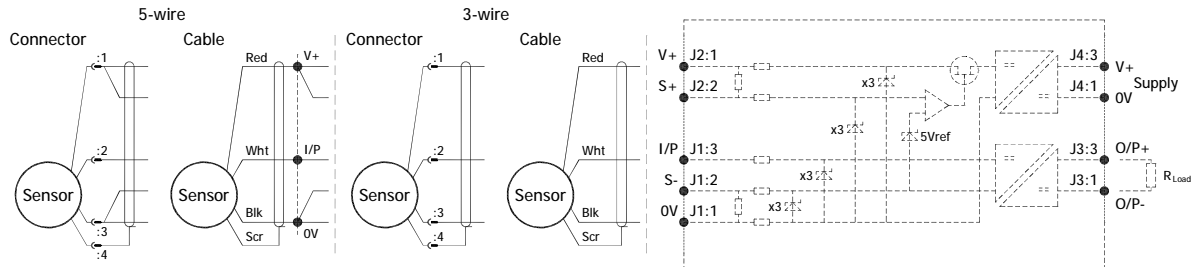 5-wire
3-wire
Connector
Cable
Connector
Cable
:1
Red
V+
:1
Red
:2
Wht
I/P
:2
Wht
Sensor
Sensor
Sensor
Sensor
:3
Blk
0V
:3
Blk
:4
Scr
:4
Scr
V+ J2:1
S+ J2:2
I/P J1:3
S- J1:2
0V J1:1
x3
x3
5Vref
x3
x3
J4:3 V+
Supply
J4:1 0V
J3:3 O/P+
RLoad
J3:1
O/P-